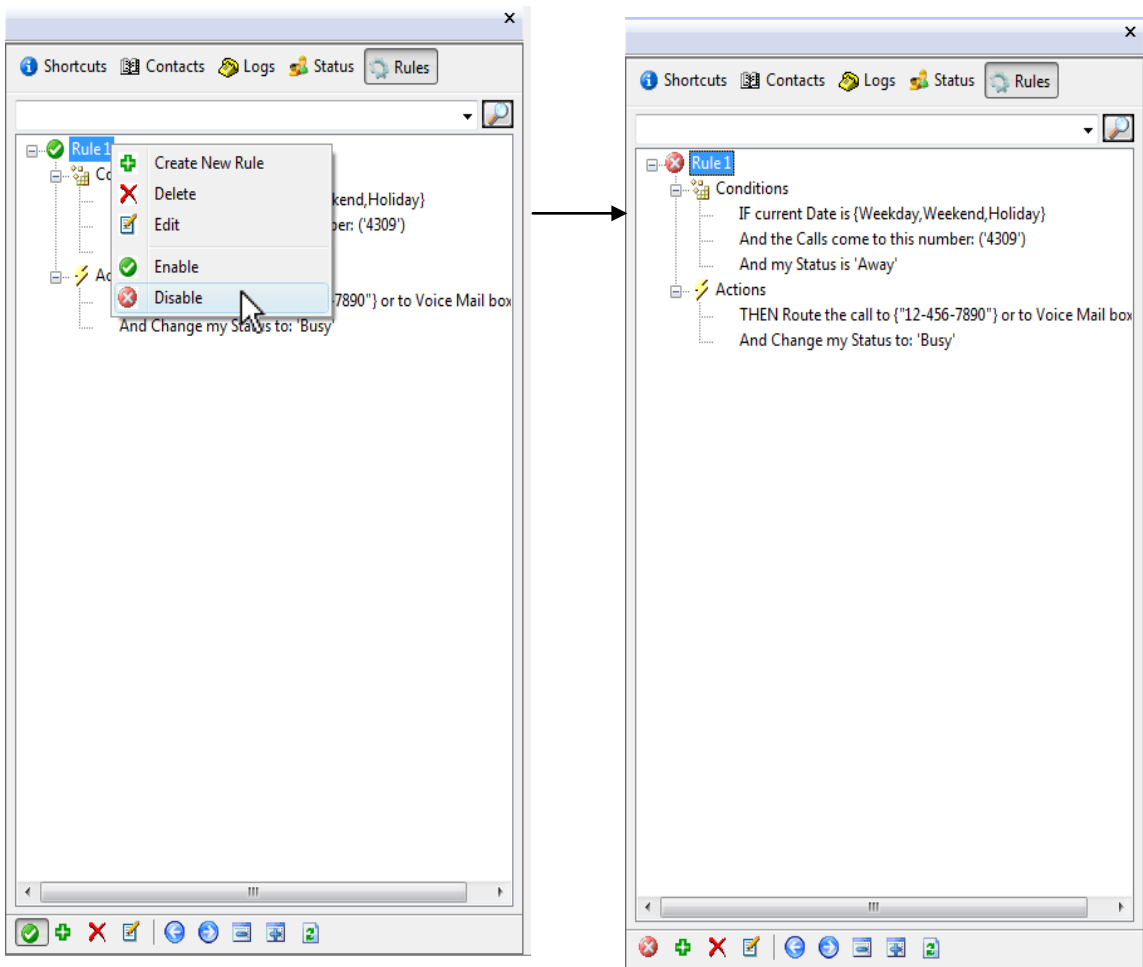 x
Shortcuts Contacts Logs Status Rules
Rule 1
Create New Rule
Delete
kend,Holiday}
Edit
ber: ('4309')
Enable
Disable
-7890"} or to Voice Mail box
And Change my Status to: 'Busy'
x
Shortcuts Contacts Logs Status Rules
Rule 1
Conditions
IF current Date is {Weekday,Weekend,Holiday}
And the Calls come to this number: ('4309')
And my Status is 'Away'
Actions
THEN Route the call to {"12-456-7890"} or to Voice Mail box
And Change my Status to: 'Busy'